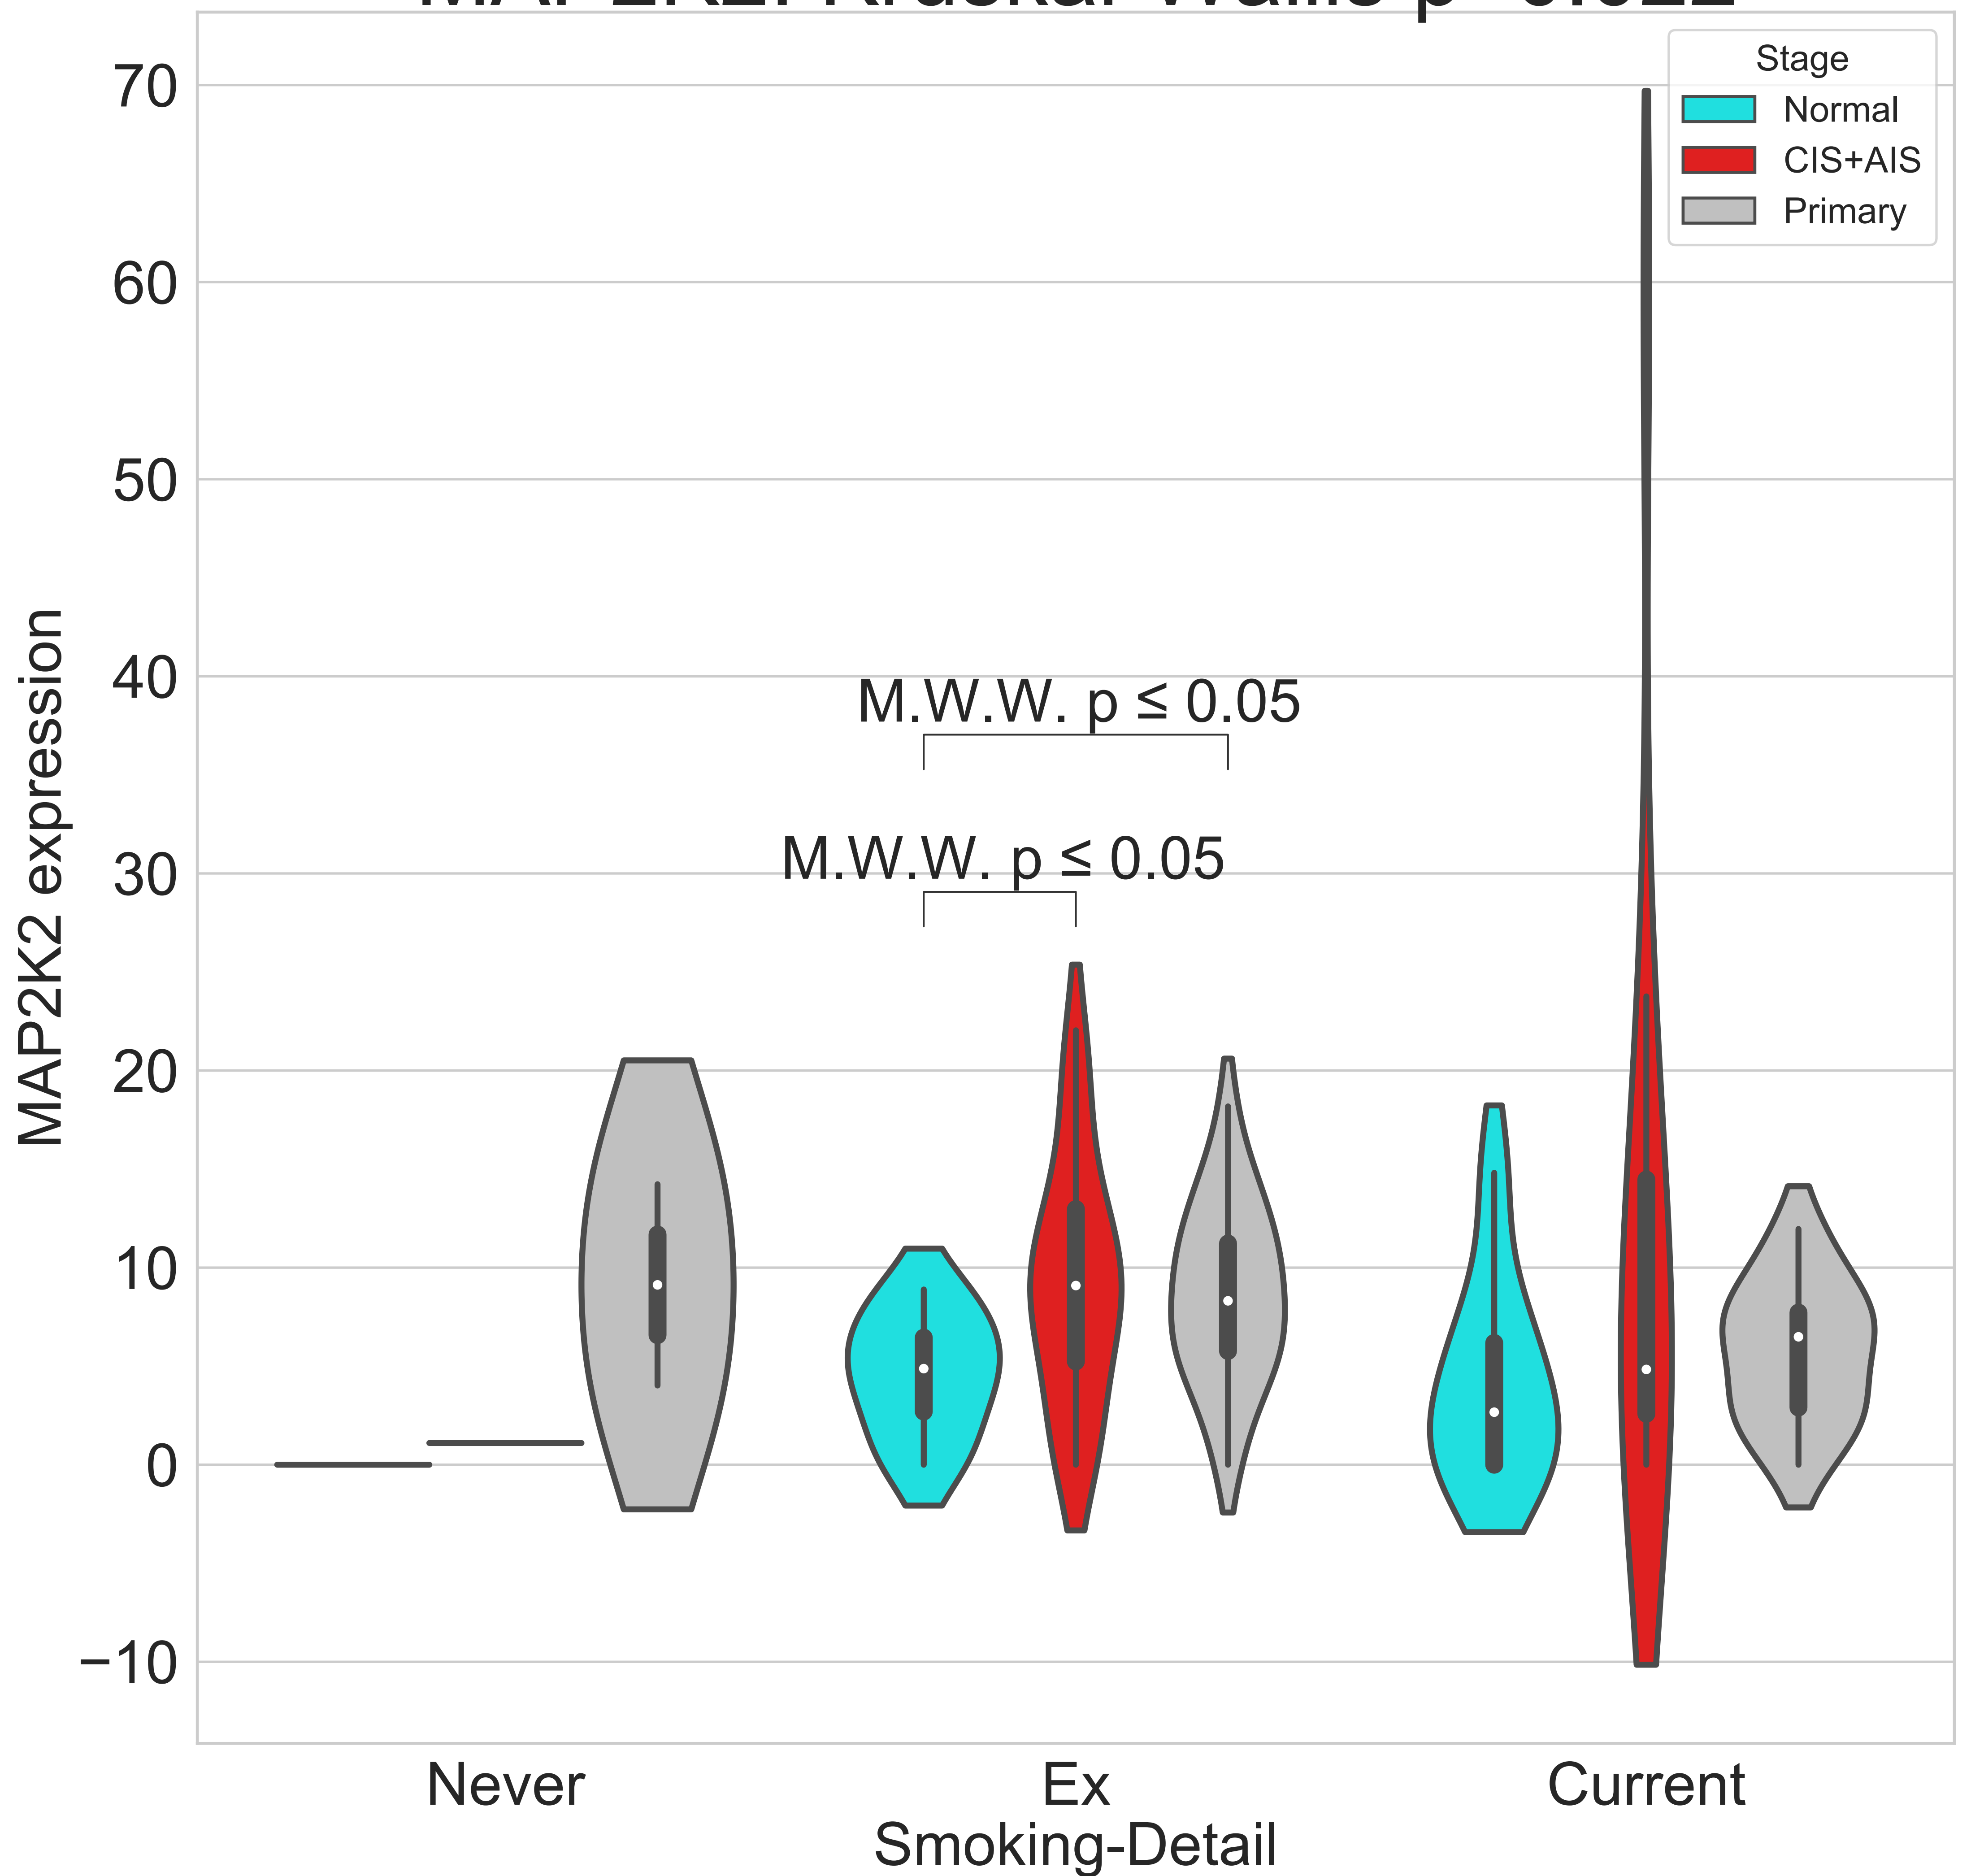 Stage
Normal
CIS+AIS
Primary
70
60
50
40
30
20
10
0
−10
MAP2K2 expression
M.W.W. p ≤ 0.05
M.W.W. p ≤ 0.05
Never
Ex
Current
Smoking-Detail